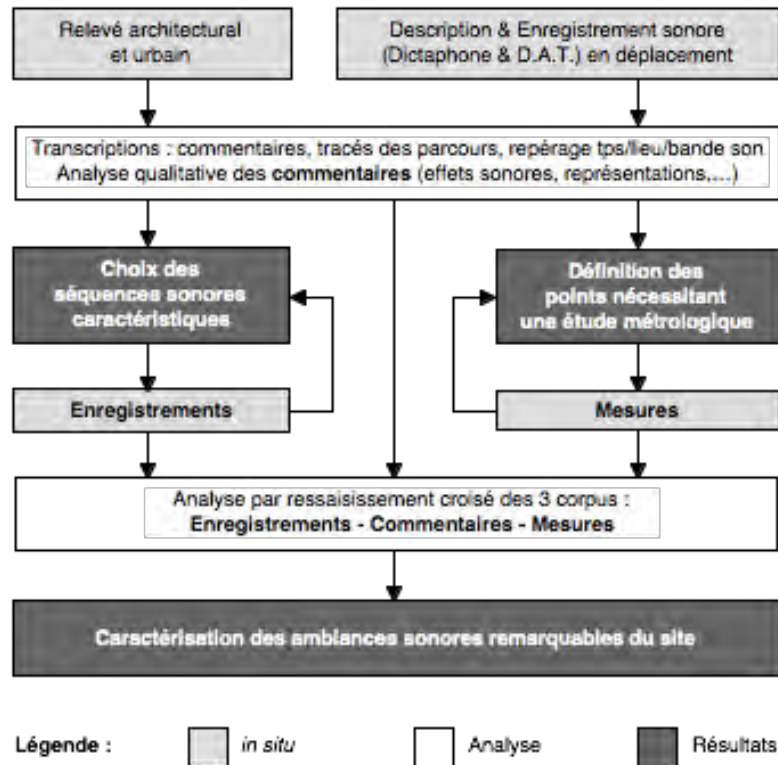 Relevé architectural
et urbain
Description & Enregistrement sonore
(Dictaphone & D.A.T.) en déplacement
Transcriptions : commentaires, tracés des parcours, repérage tps/lieu/bande son
Analyse qualitative des commentaires (effets sonores, représentations,...)
Choix des
séquences sonores
caractéristiques
Définition des
points nécessitant
une étude métrologique
Enregistrements
Mesures
Analyse par ressaisissement croisé des 3 corpus :
Enregistrements - Commentaires - Mesures
Caractérisation des ambiances sonores remarquables du site
Légende :
in situ
Analyse
Résultats